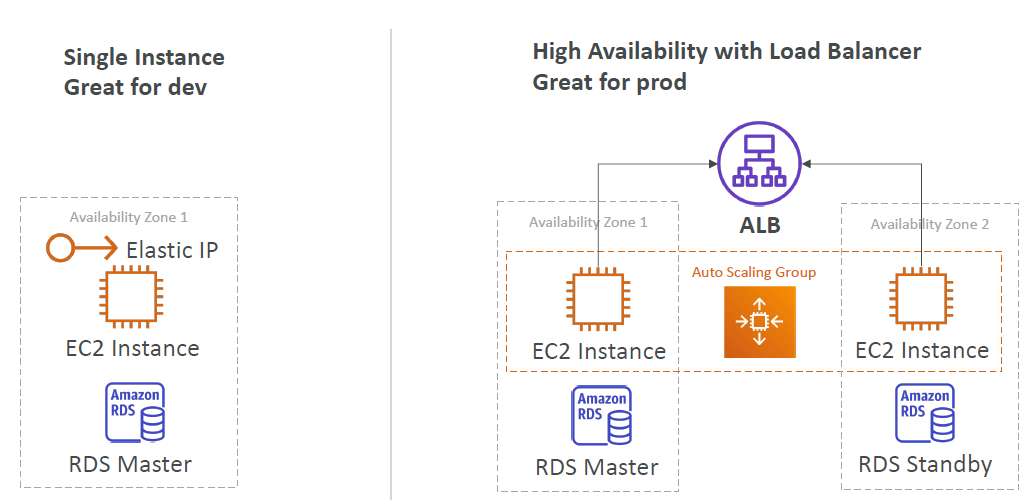 Single Instance
Great for dev
Availability Zone 1
Elastic IP
EC2 Instance
Amazon
RDS
RDS Master
High Availability with Load Balancer
Great for prod
ALB
Availability Zone 1
Availability Zone 2
Auto Scaling Group
EC2 Instance
EC2 Instance
Amazon
RDS
RDS Master
Amazon
RDS
RDS Standby